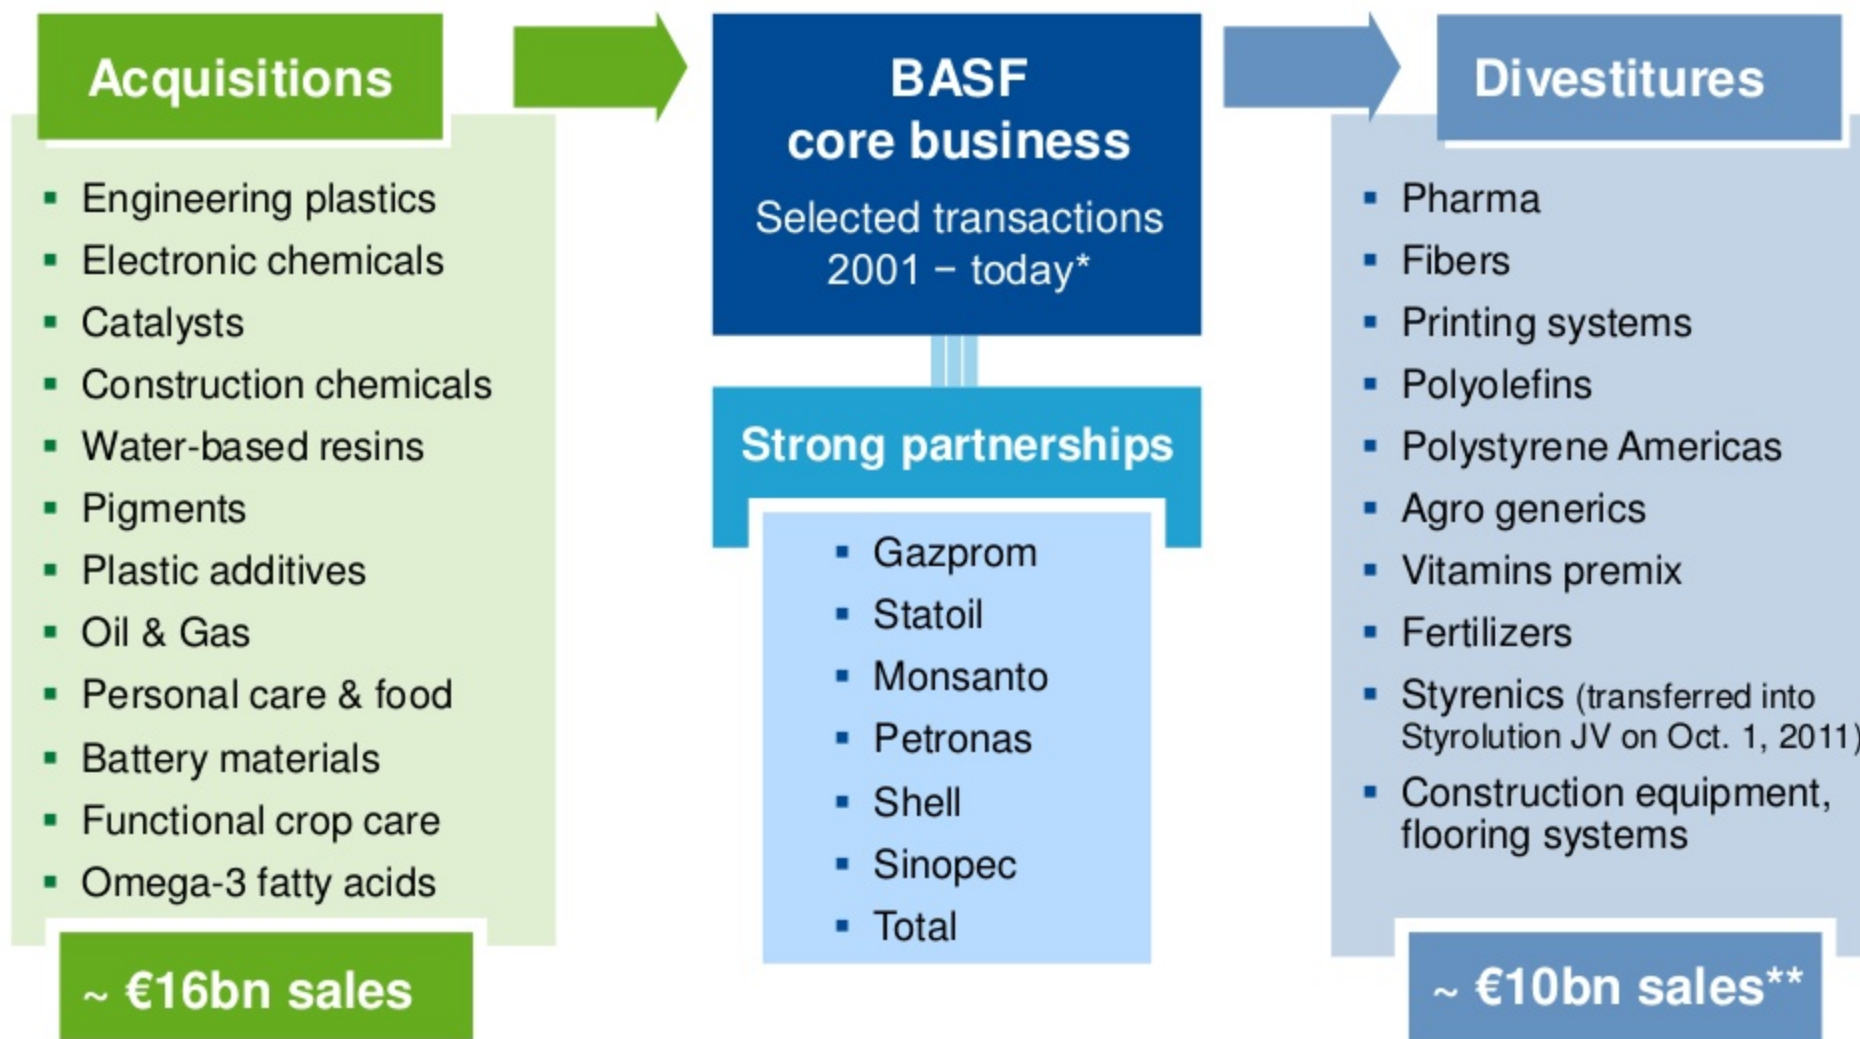 Acquisitions
▪ Engineering plastics
▪ Electronic chemicals
▪ Catalysts
▪ Construction chemicals
▪ Water-based resins
▪ Pigments
▪ Plastic additives
▪ Oil & Gas
▪ Personal care & food
▪ Battery materials
▪ Functional crop care
▪ Omega-3 fatty acids
~ €16bn sales
BASF
core business
Selected transactions
2001 – today*
Strong partnerships
▪ Gazprom
▪ Statoil
▪ Monsanto
▪ Petronas
▪ Shell
▪ Sinopec
▪ Total
Divestitures
▪ Pharma
▪ Fibers
▪ Printing systems
▪ Polyolefins
▪ Polystyrene Americas
▪ Agro generics
▪ Vitamins premix
▪ Fertilizers
▪ Styrenics (transferred into
Styrolution JV on Oct. 1, 2011)
▪ Construction equipment,
flooring systems
~ €10bn sales**